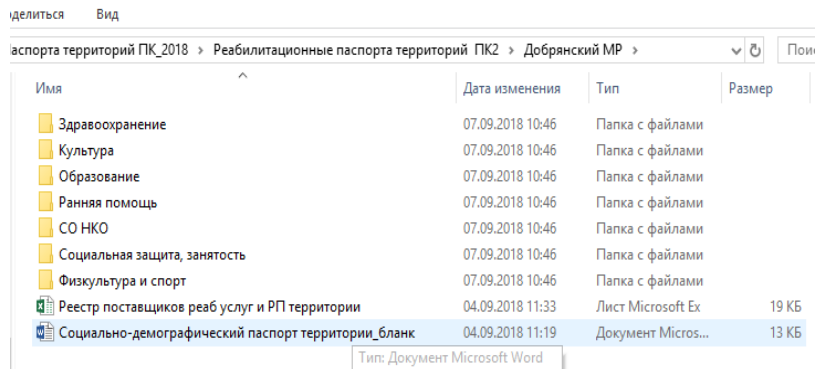 оделиться Вид
аспорта территорий ПК_2018 > Реабилитационные паспорта территорий ПК2 > Добрянский МР > Пои
Имя Дата изменения Тип Размер
Здравоохранение 07.09.2018 10:46 Папка с файлами
Культура 07.09.2018 10:46 Папка с файлами
Образование 07.09.2018 10:46 Папка с файлами
Ранняя помощь 07.09.2018 10:46 Папка с файлами
СО НКО 07.09.2018 10:46 Папка с файлами
Социальная защита, занятость 07.09.2018 10:46 Папка с файлами
Физкультура и спорт 07.09.2018 10:46 Папка с файлами
Реестр поставщиков реаб услуг и РП территории 04.09.2018 11:33 Лист Microsoft Ex 19 КБ
Социально-демографический паспорт территории_бланк 04.09.2018 11:19 Документ Micros... 13 КБ
Тип: Документ Microsoft Word